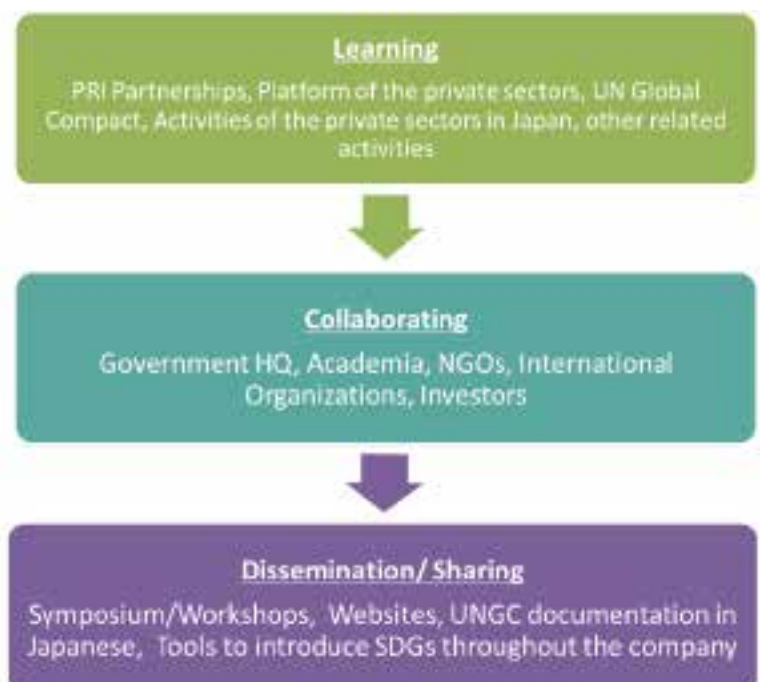 Learning
PRI Partnerships, Platform of the private sectors, UN Global
Compact, Activities of the private sectors in Japan, other related
activities
Collaborating
Government HQ, Academia, NGOs, International
Organizations, Investors
Dissemination/ Sharing
Symposium/Workshops, Websites, UNGC documentation in
Japanese, Tools to introduce SDGs throughout the company